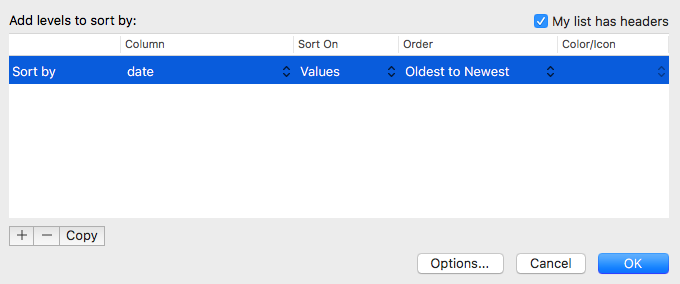 Add levels to sort by: My list has headers
Column Sort On Order Color/Icon
Sort by date Values Oldest to Newest
+ − Copy
Options... Cancel OK